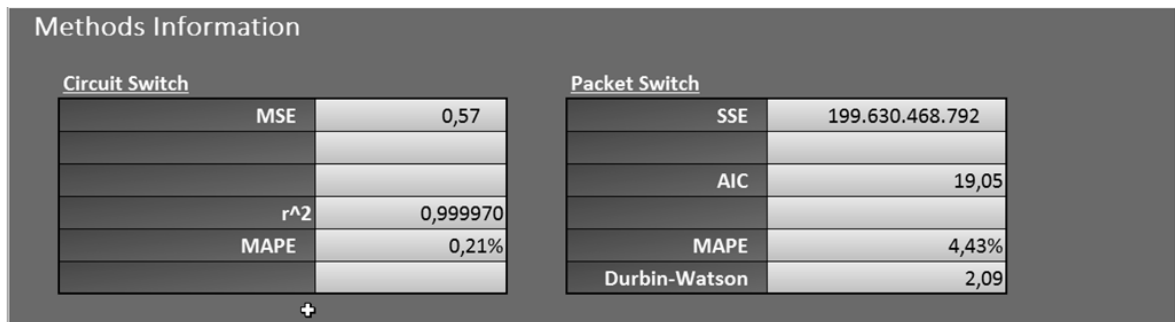 Methods Information
Circuit Switch
MSE 0,57
r^2 0,999970
MAPE 0,21%
Packet Switch
SSE 199.630.468.792
AIC 19,05
MAPE 4,43%
Durbin-Watson 2,09